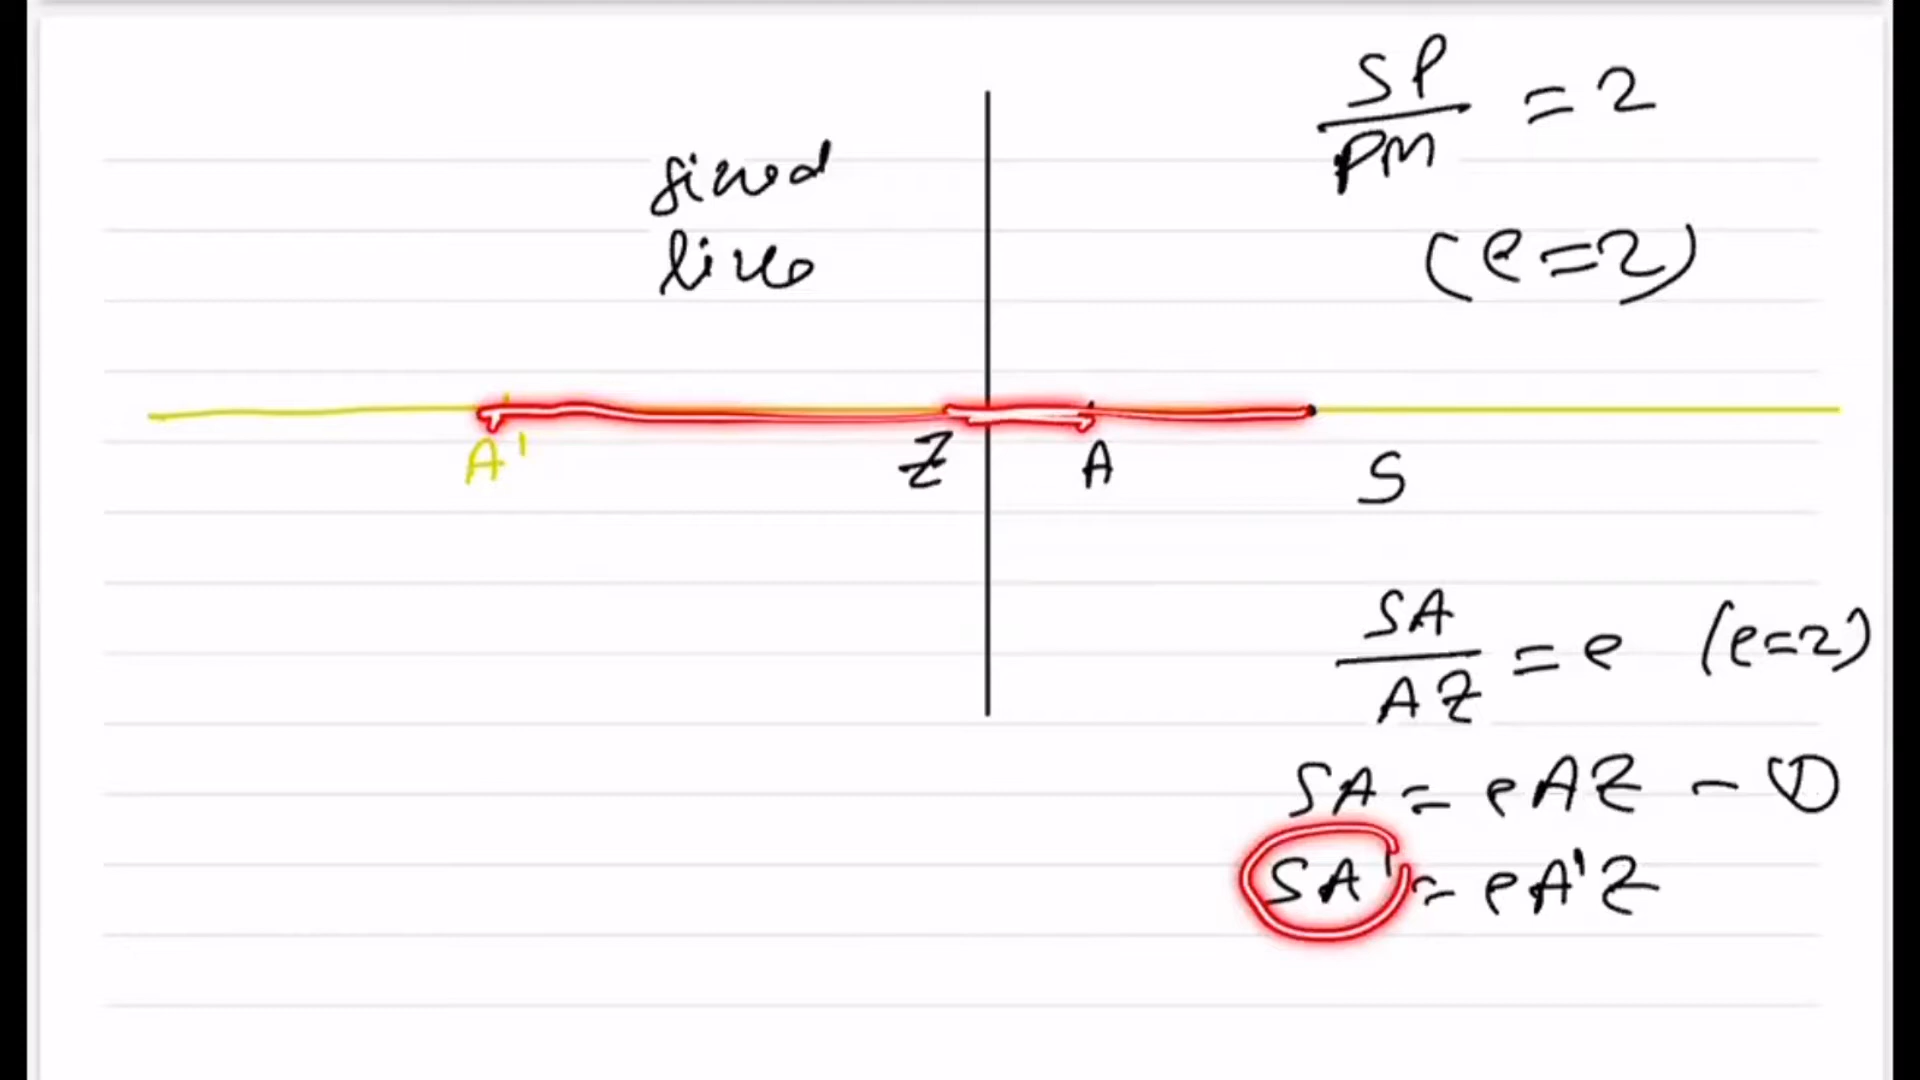 SP/PM = 2
fixed
line
(e=2)
A' Z A S
SA/AZ = e (e=2)
SA = eAZ - ①
SA' = eA'Z